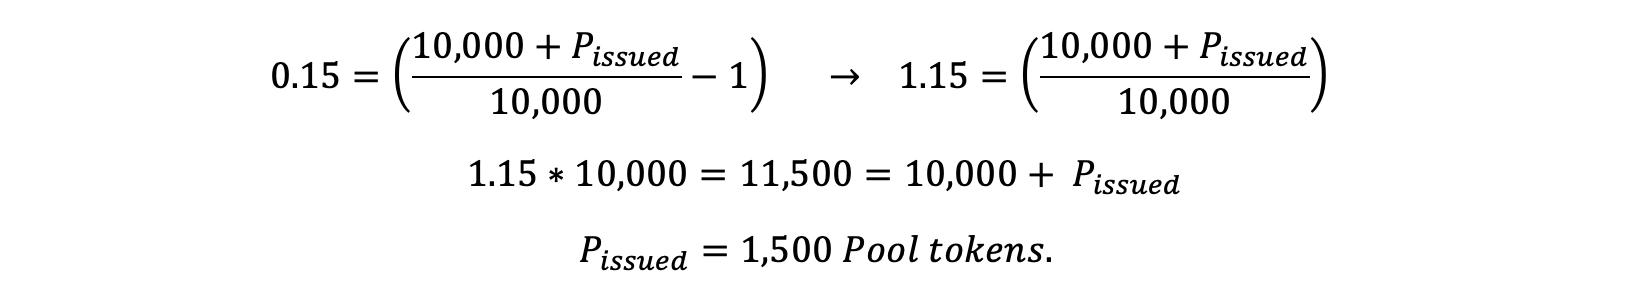 0.15 = ((10,000 + P_issued)/10,000 − 1) → 1.15 = ((10,000 + P_issued)/10,000)
1.15 * 10,000 = 11,500 = 10,000 + P_issued
P_issued = 1,500 Pool tokens.